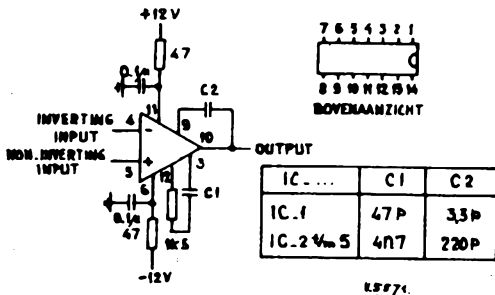 +12V
47
0.1µ
11
C2
9
INVERTING INPUT
4
-
10
OUTPUT
NON.INVERTING INPUT
5
+
3
6
12
C1
0.1µ
1k5
47
-12V
7 6 5 4 3 2 1
8 9 10 11 12 13 14
BOVENAANZICHT
IC-.... C1 C2
IC-1 47P 3,3P
IC-2 t/m 5 4n7 220P